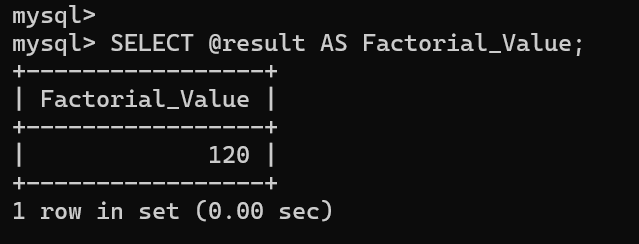 mysql>
mysql> SELECT @result AS Factorial_Value;
+-----------------+
| Factorial_Value |
+-----------------+
|             120 |
+-----------------+
1 row in set (0.00 sec)